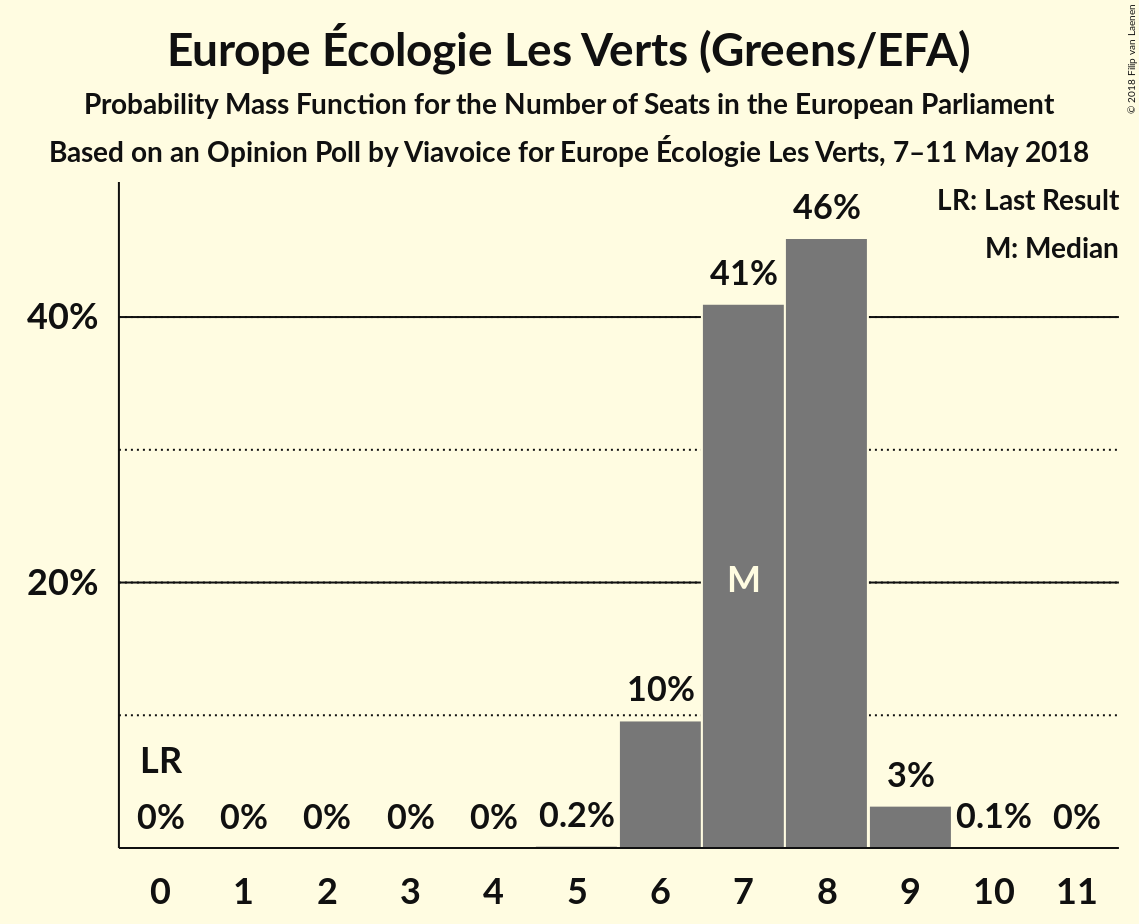 Europe Écologie Les Verts (Greens/EFA)
Probability Mass Function for the Number of Seats in the European Parliament
Based on an Opinion Poll by Viavoice for Europe Écologie Les Verts, 7–11 May 2018
© 2018 Filip van Laenen
LR: Last Result
M: Median
46%
41%
40%
M
20%
10%
LR
3%
0% 0% 0% 0% 0% 0.2% 0.1% 0%
0 1 2 3 4 5 6 7 8 9 10 11